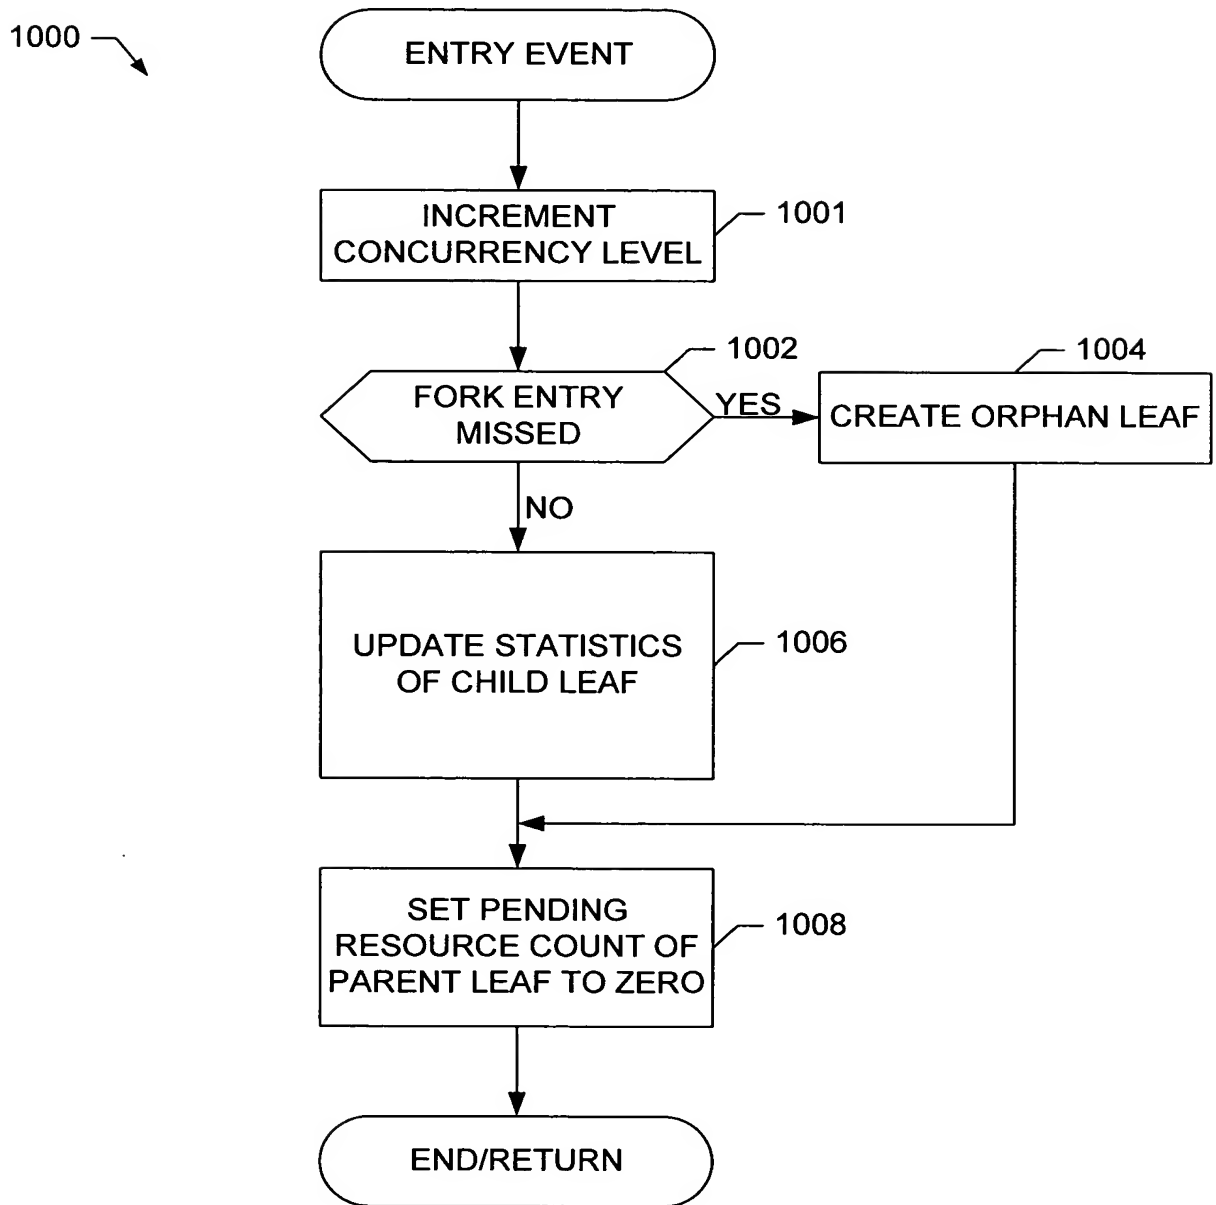 1000
ENTRY EVENT
INCREMENT
CONCURRENCY LEVEL
1001
FORK ENTRY
MISSED
1002
YES
1004
CREATE ORPHAN LEAF
NO
UPDATE STATISTICS
OF CHILD LEAF
1006
SET PENDING
RESOURCE COUNT OF
PARENT LEAF TO ZERO
1008
END/RETURN